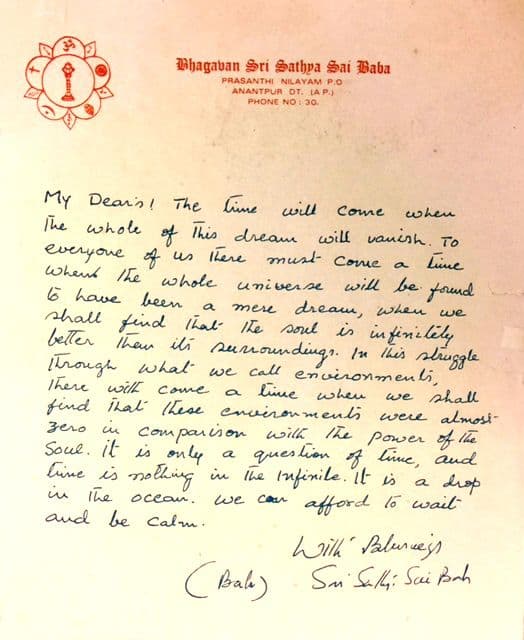 Bhagavan Sri Sathya Sai Baba
PRASANTHI NILAYAM P.O
ANANTPUR DT. (A P.)
PHONE NO : 30.
My Dear's! The time will come when
the whole of this dream will vanish. To
everyone of us there must come a time
when the whole universe will be found
to have been a mere dream, when we
shall find that the soul is infinitely
better then its surroundings. In this struggle
through what we call environments,
there will come a time when we shall
find that these environments were almost
zero in comparison with the power of the
Soul. it is only a question of time, and
time is nothing in the Infinite. It is a drop
in the ocean. we can afford to wait
and be calm.
With
(Bab) Sri Sathy. Sai Bab